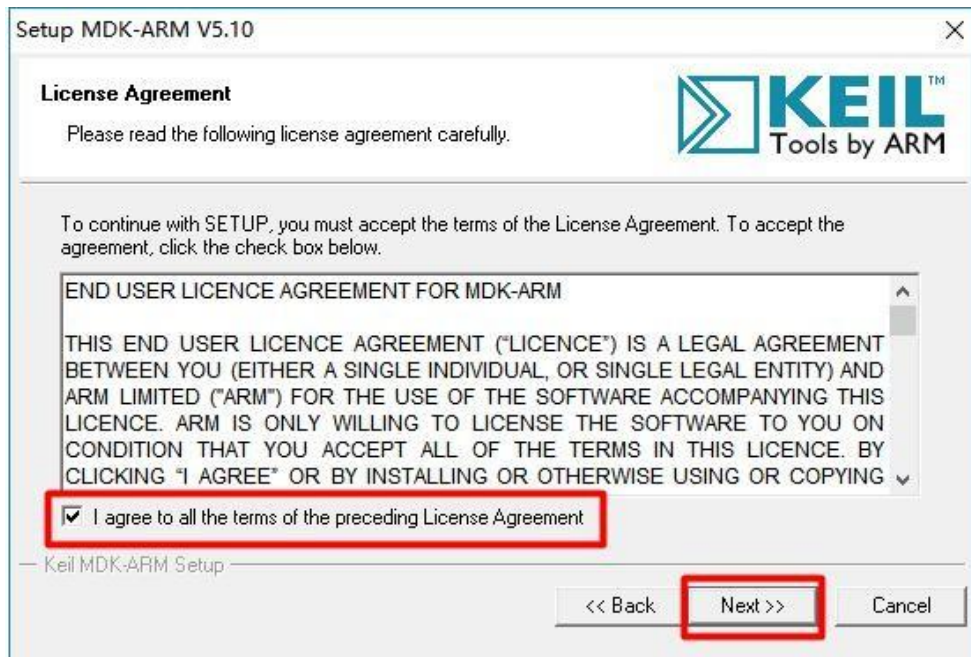 Setup MDK-ARM V5.10
License Agreement
Please read the following license agreement carefully.
KEIL™
Tools by ARM
To continue with SETUP, you must accept the terms of the License Agreement. To accept the
agreement, click the check box below.
END USER LICENCE AGREEMENT FOR MDK-ARM
THIS END USER LICENCE AGREEMENT ("LICENCE") IS A LEGAL AGREEMENT
BETWEEN YOU (EITHER A SINGLE INDIVIDUAL, OR SINGLE LEGAL ENTITY) AND
ARM LIMITED ("ARM") FOR THE USE OF THE SOFTWARE ACCOMPANYING THIS
LICENCE. ARM IS ONLY WILLING TO LICENSE THE SOFTWARE TO YOU ON
CONDITION THAT YOU ACCEPT ALL OF THE TERMS IN THIS LICENCE. BY
CLICKING "I AGREE" OR BY INSTALLING OR OTHERWISE USING OR COPYING
I agree to all the terms of the preceding License Agreement
Keil MDK-ARM Setup
<< Back
Next >>
Cancel